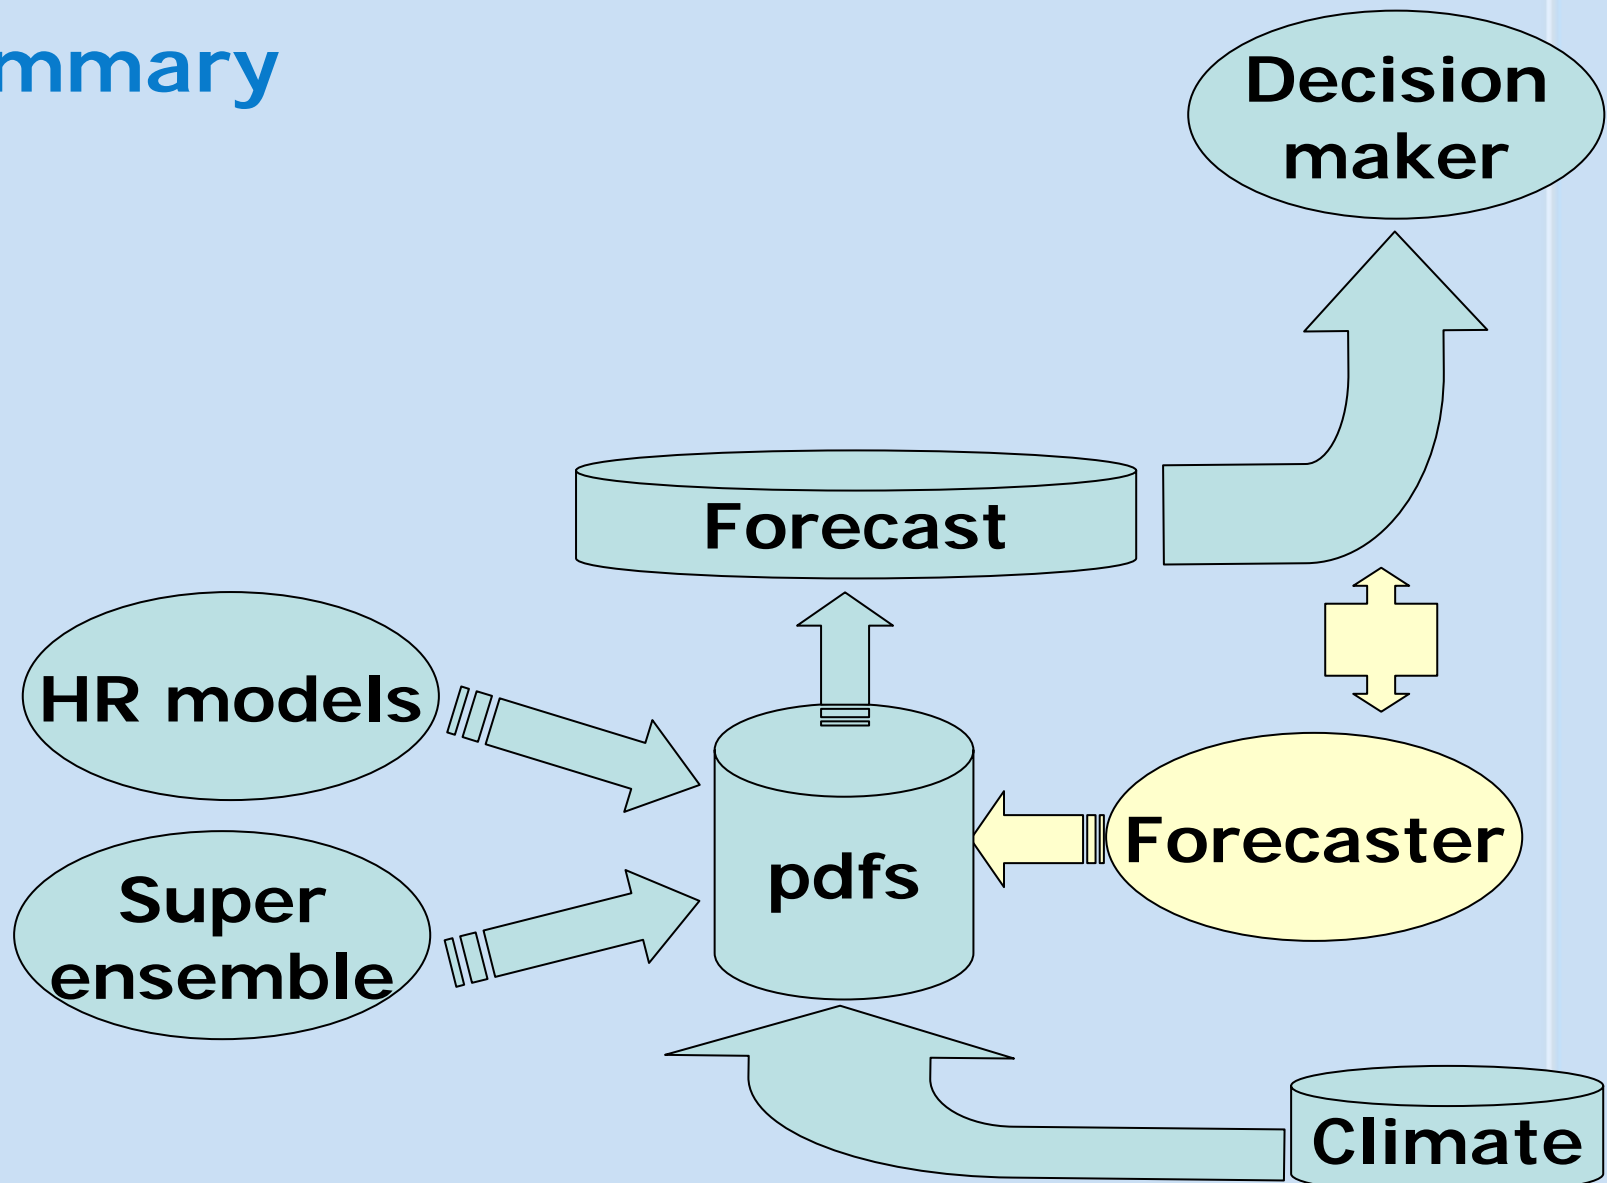 mmary
Decision
maker
Forecast
HR models
Forecaster
pdfs
Super
ensemble
Climate